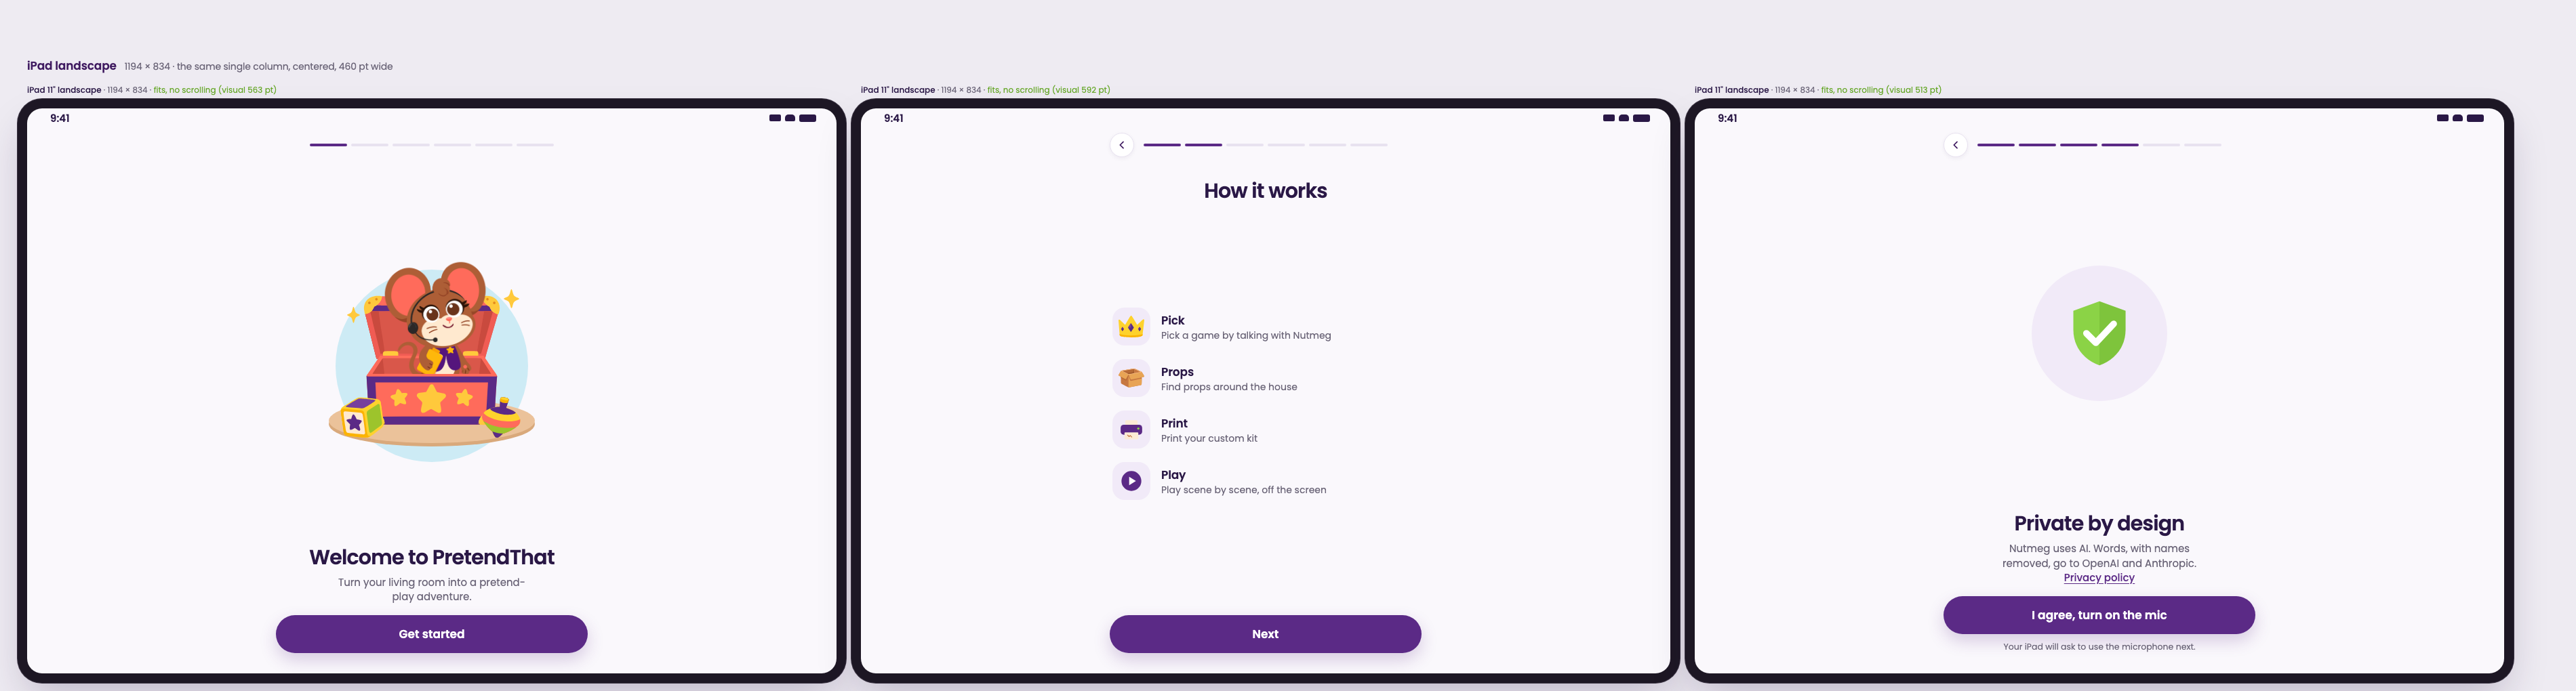 iPad landscape 1194 × 834 · the same single column, centered, 460 pt wide
iPad 11" landscape · 1194 × 834 · fits, no scrolling (visual 563 pt)
9:41
Welcome to PretendThat
Turn your living room into a pretend-
play adventure.
Get started
iPad 11" landscape · 1194 × 834 · fits, no scrolling (visual 592 pt)
9:41
How it works
Pick
Pick a game by talking with Nutmeg
Props
Find props around the house
Print
Print your custom kit
Play
Play scene by scene, off the screen
Next
iPad 11" landscape · 1194 × 834 · fits, no scrolling (visual 513 pt)
9:41
Private by design
Nutmeg uses AI. Words, with names
removed, go to OpenAI and Anthropic.
Privacy policy
I agree, turn on the mic
Your iPad will ask to use the microphone next.